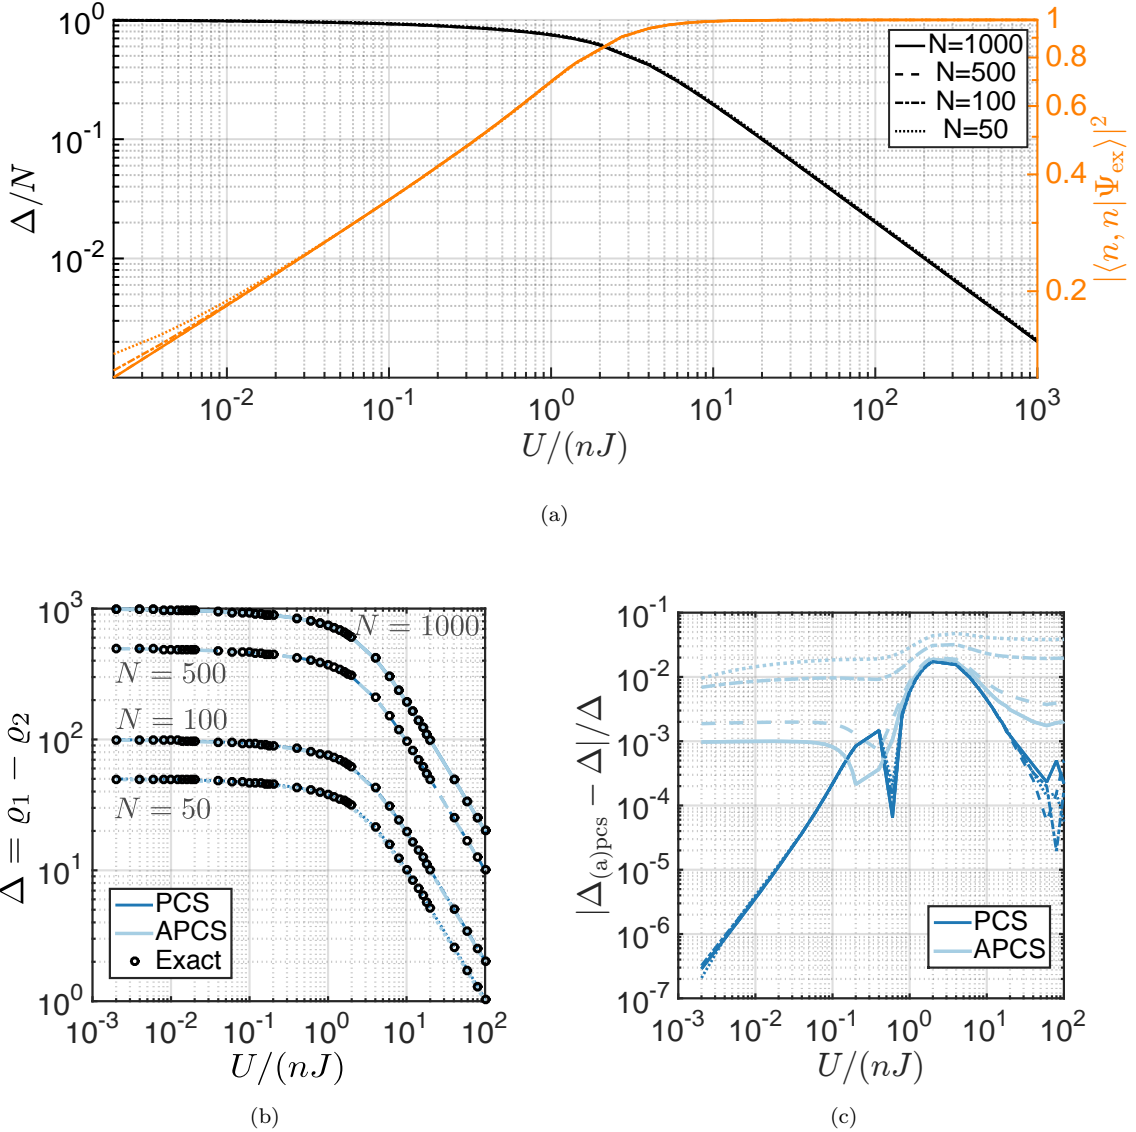 10^0
10^-1
10^-2
Δ/N
1
0.8
0.6
0.4
0.2
|⟨n, n|Ψ_ex⟩|^2
N=1000
N=500
N=100
N=50
10^-2 10^-1 10^0 10^1 10^2 10^3
U/(nJ)
(a)
10^3
10^2
10^1
10^0
Δ = ϱ_1 − ϱ_2
N = 1000
N = 500
N = 100
N = 50
PCS
APCS
Exact
10^-3 10^-2 10^-1 10^0 10^1 10^2
U/(nJ)
(b)
10^-1
10^-2
10^-3
10^-4
10^-5
10^-6
10^-7
|Δ_(a)pcs − Δ|/Δ
PCS
APCS
10^-3 10^-2 10^-1 10^0 10^1 10^2
U/(nJ)
(c)